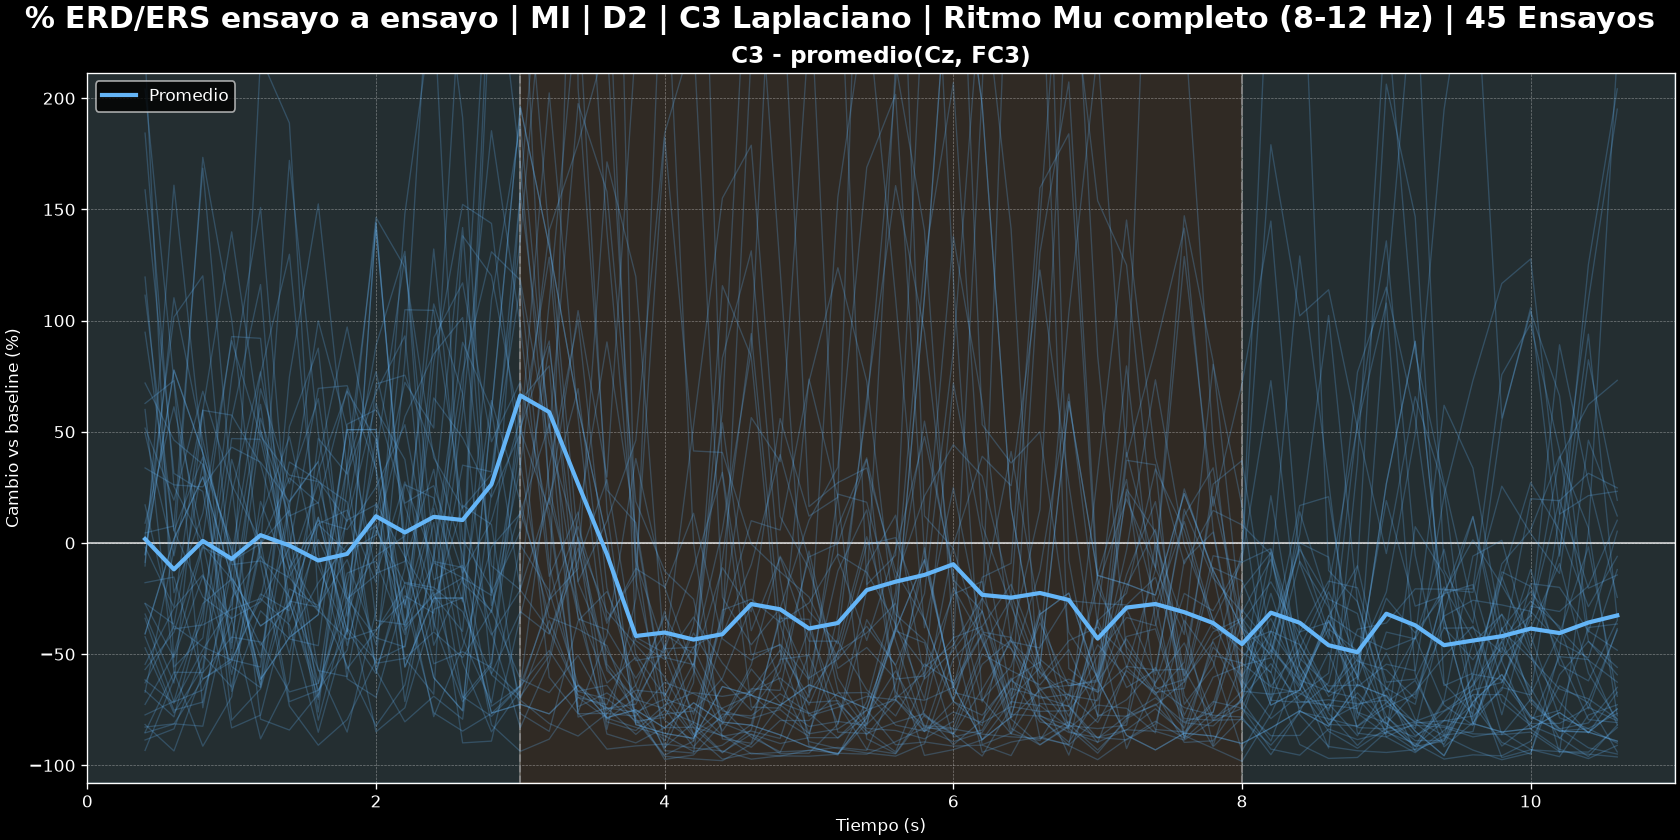 % ERD/ERS ensayo a ensayo | MI | D2 | C3 Laplaciano | Ritmo Mu completo (8-12 Hz) | 45 Ensayos
C3 - promedio(Cz, FC3)
Promedio
Cambio vs baseline (%)
200
150
100
50
0
−50
−100
0 2 4 6 8 10
Tiempo (s)